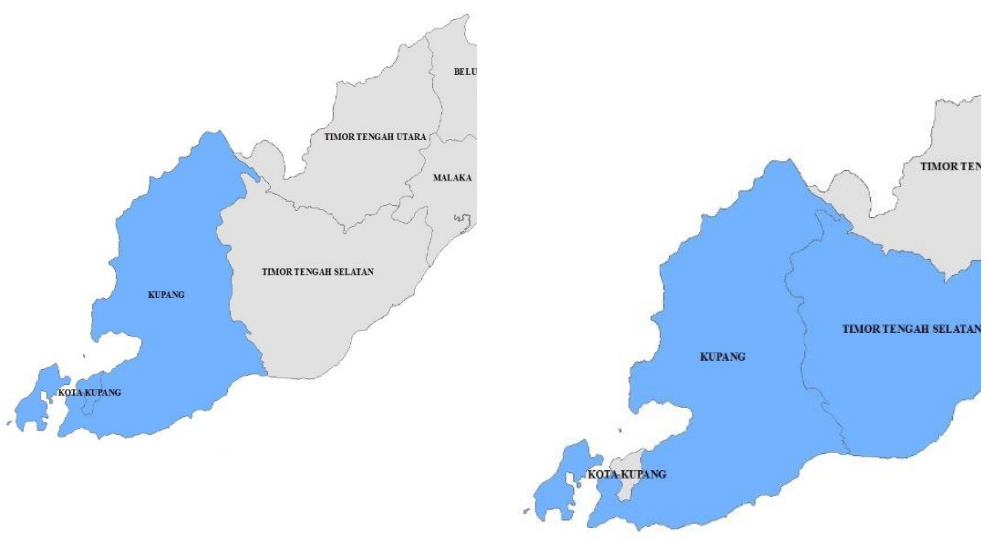 BELU
TIMOR TENGAH UTARA
MALAKA
TIMOR TENGAH SELATAN
KUPANG
KOTA KUPANG
TIMOR TEN
TIMOR TENGAH SELATAN
KUPANG
KOTA KUPANG